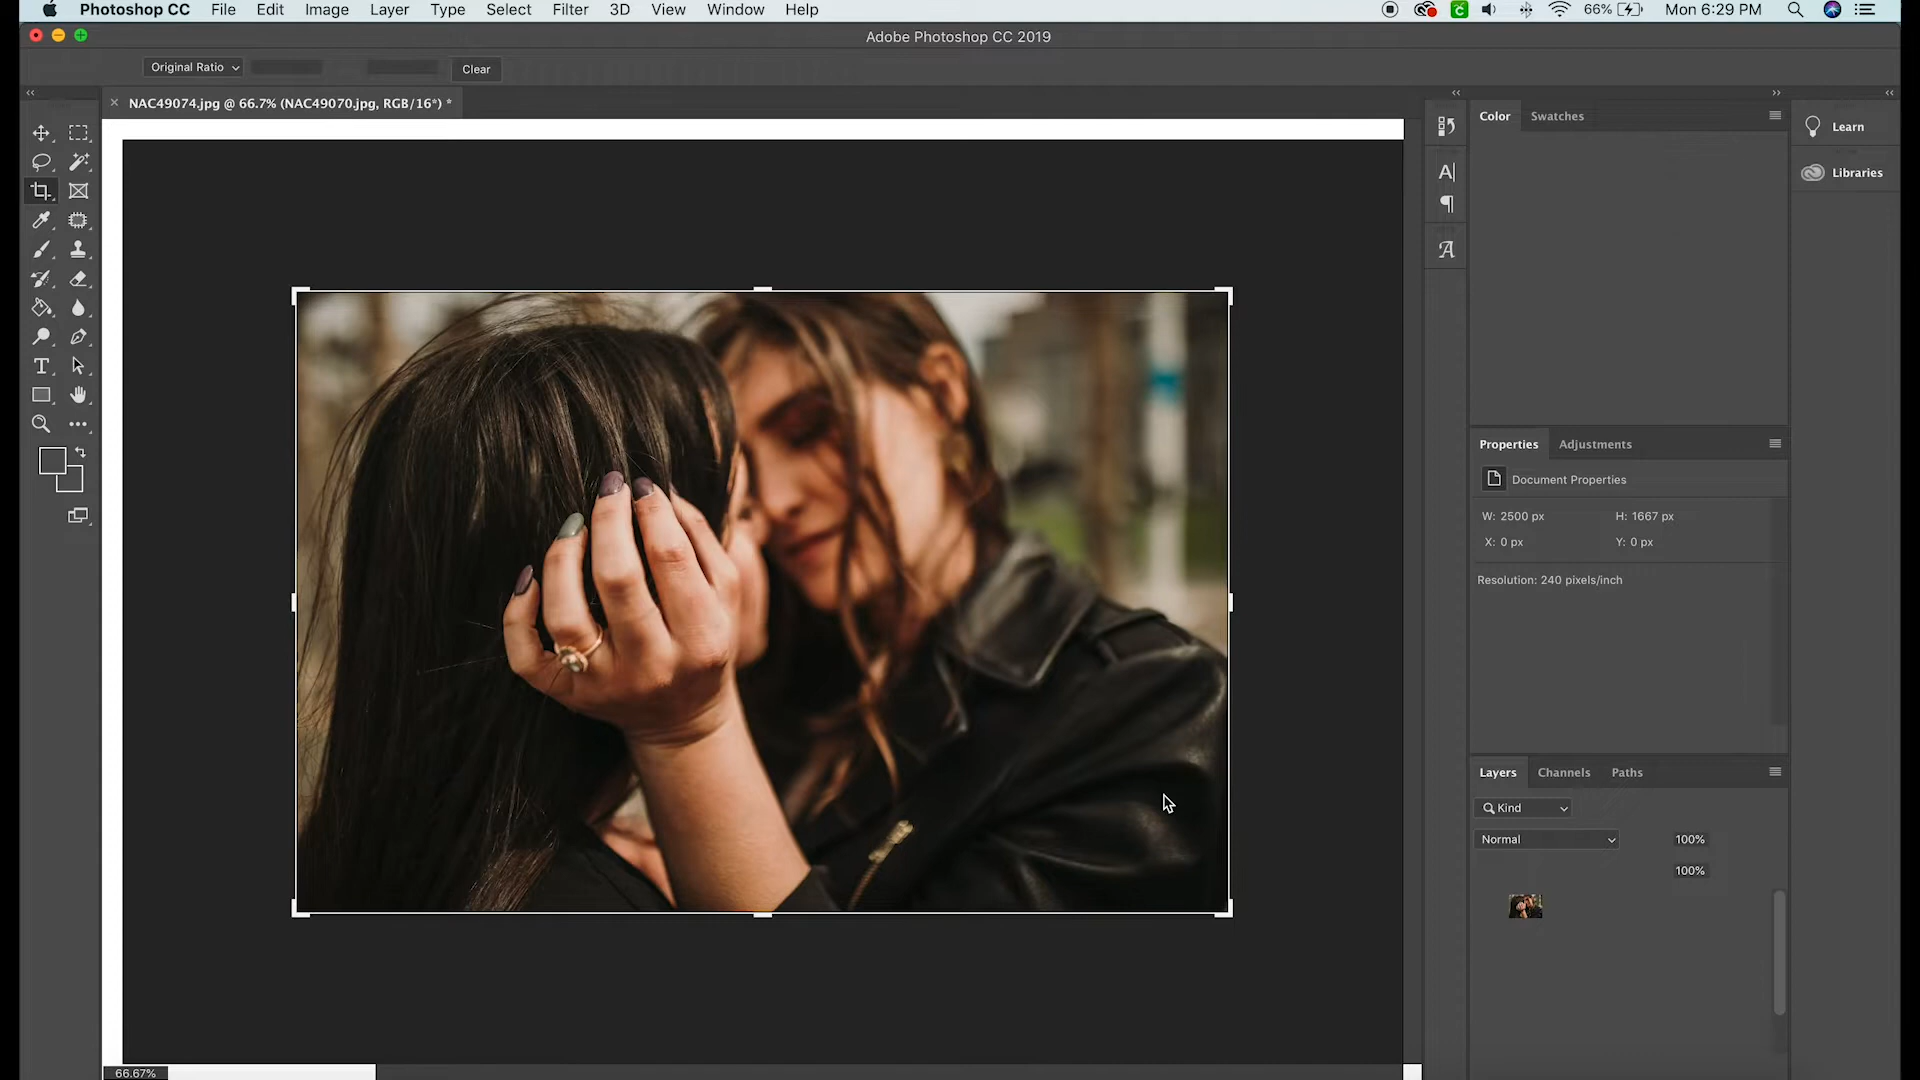 Photoshop CC File Edit Image Layer Type Select Filter 3D View Window Help 66% Mon 6:29 PM
Adobe Photoshop CC 2019
Original Ratio Clear
NAC49074.jpg @ 66.7% (NAC49070.jpg, RGB/16*) *
Color Swatches
Learn
Libraries
Properties Adjustments
Document Properties
W: 2500 px H: 1667 px
X: 0 px Y: 0 px
Resolution: 240 pixels/inch
Layers Channels Paths
Kind
Normal 100%
100%
66.67%